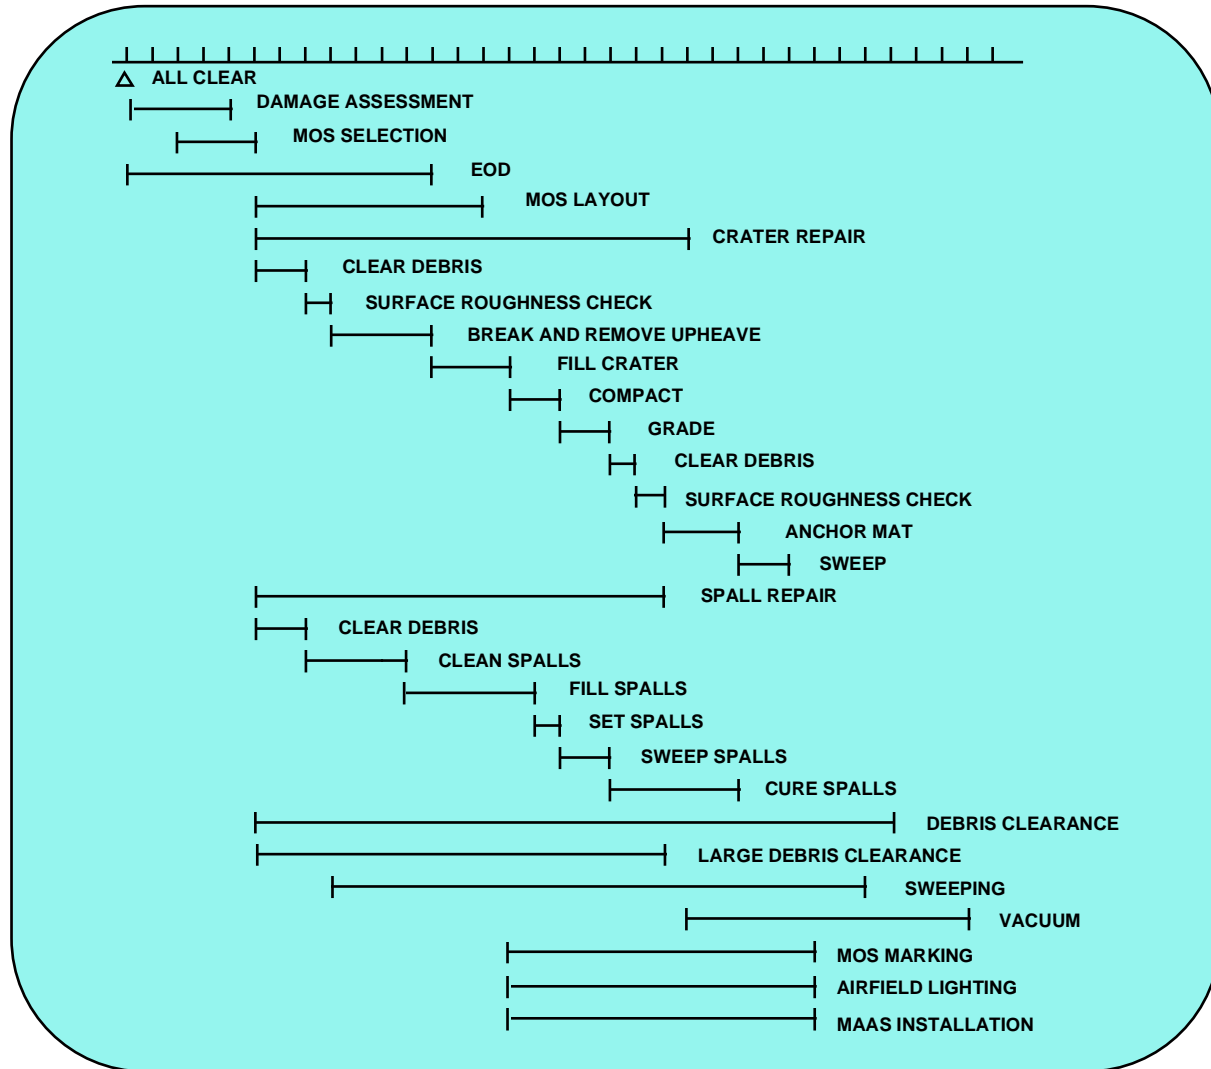 ALL CLEAR
DAMAGE ASSESSMENT
MOS SELECTION
EOD
MOS LAYOUT
CRATER REPAIR
CLEAR DEBRIS
SURFACE ROUGHNESS CHECK
BREAK AND REMOVE UPHEAVE
FILL CRATER
COMPACT
GRADE
CLEAR DEBRIS
SURFACE ROUGHNESS CHECK
ANCHOR MAT
SWEEP
SPALL REPAIR
CLEAR DEBRIS
CLEAN SPALLS
FILL SPALLS
SET SPALLS
SWEEP SPALLS
CURE SPALLS
DEBRIS CLEARANCE
LARGE DEBRIS CLEARANCE
SWEEPING
VACUUM
MOS MARKING
AIRFIELD LIGHTING
MAAS INSTALLATION